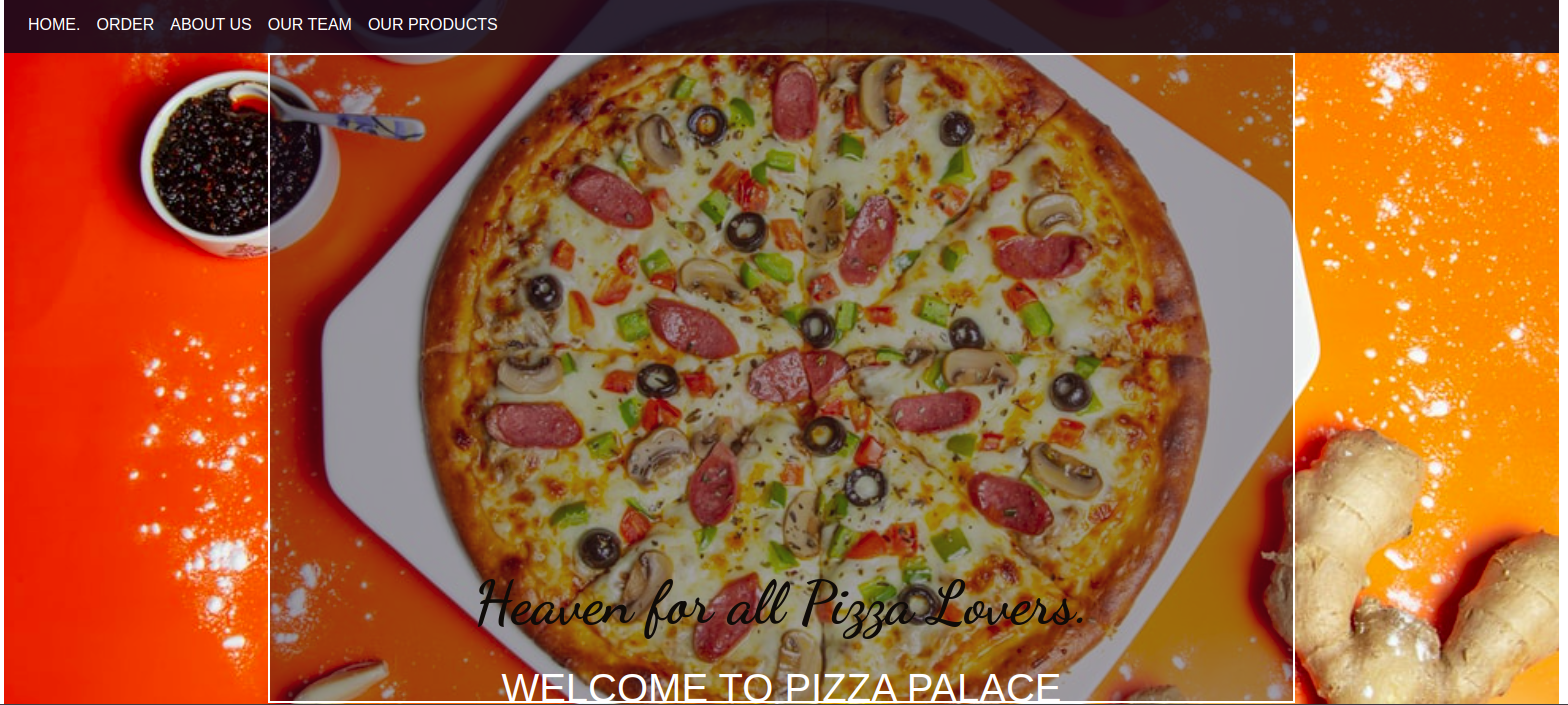 HOME. ORDER ABOUT US OUR TEAM OUR PRODUCTS
Heaven for all Pizza Lovers.
WELCOME TO PIZZA PALACE